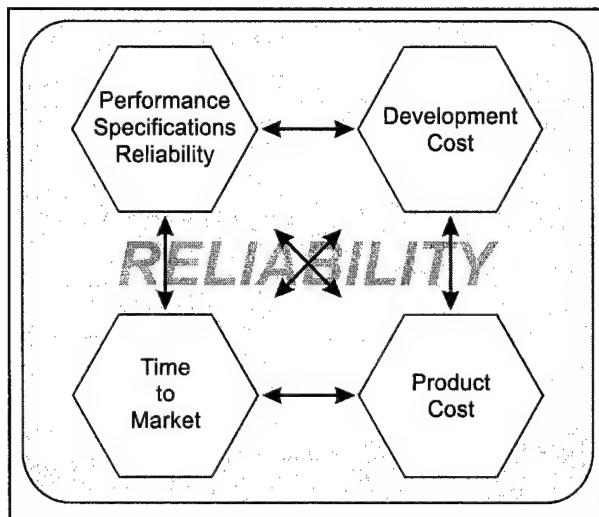 Performance
Specifications
Reliability
Development
Cost
RELIABILITY
Time
to
Market
Product
Cost